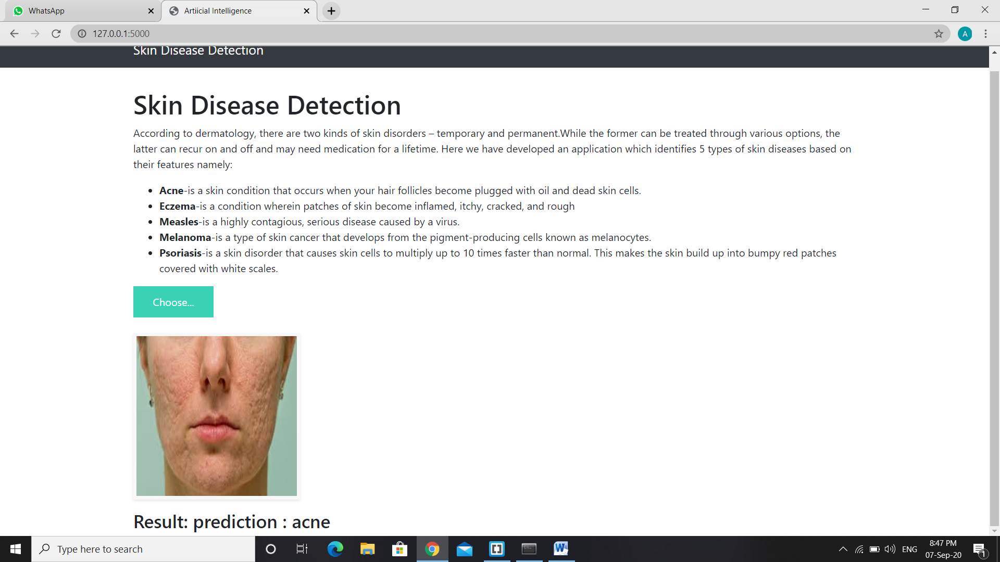 WhatsApp
Artiicial Intelligence
127.0.0.1:5000
A
Skin Disease Detection
Skin Disease Detection
According to dermatology, there are two kinds of skin disorders – temporary and permanent.While the former can be treated through various options, the
latter can recur on and off and may need medication for a lifetime. Here we have developed an application which identifies 5 types of skin diseases based on
their features namely:
Acne-is a skin condition that occurs when your hair follicles become plugged with oil and dead skin cells.
Eczema-is a condition wherein patches of skin become inflamed, itchy, cracked, and rough
Measles-is a highly contagious, serious disease caused by a virus.
Melanoma-is a type of skin cancer that develops from the pigment-producing cells known as melanocytes.
Psoriasis-is a skin disorder that causes skin cells to multiply up to 10 times faster than normal. This makes the skin build up into bumpy red patches
covered with white scales.
Choose...
Result: prediction : acne
Type here to search
ENG
8:47 PM
07-Sep-20
1